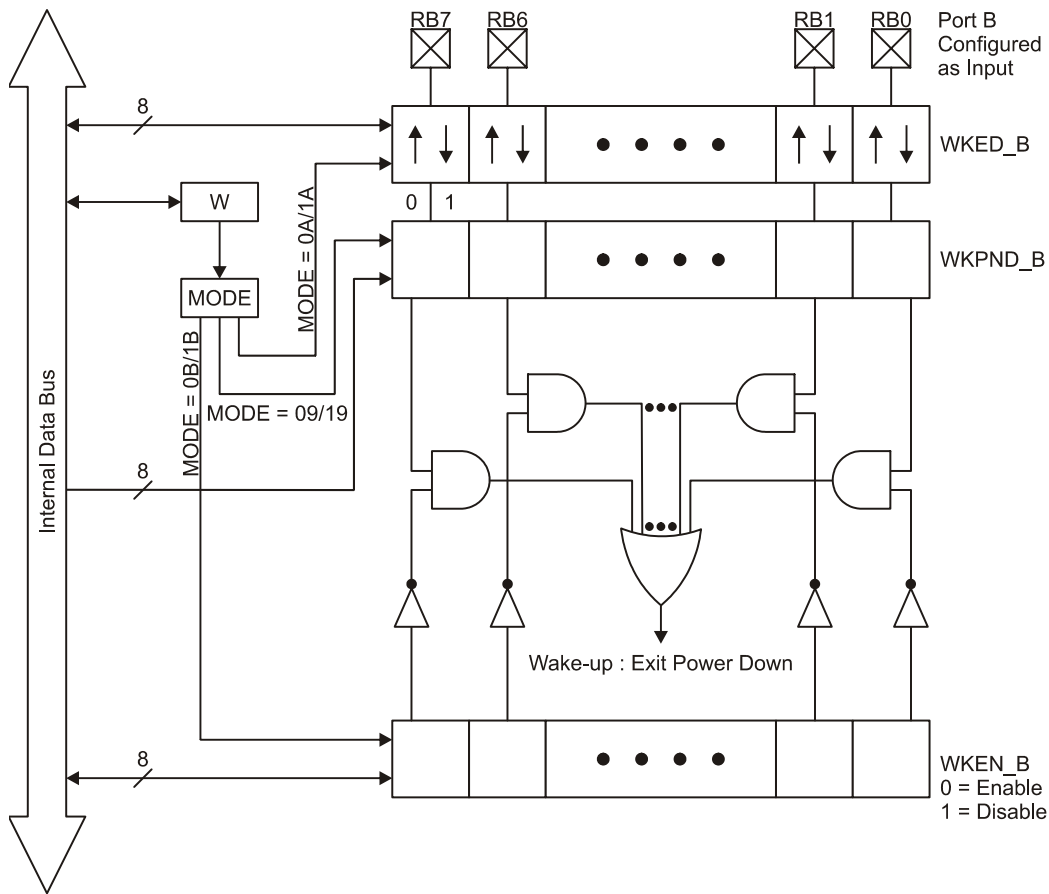 RB7 RB6 RB1 RB0
Port B
Configured
as Input
8
WKED_B
W
0 1
MODE = 0A/1A
WKPND_B
MODE
MODE = 0B/1B
MODE = 09/19
Internal Data Bus
8
Wake-up : Exit Power Down
8
WKEN_B
0 = Enable
1 = Disable